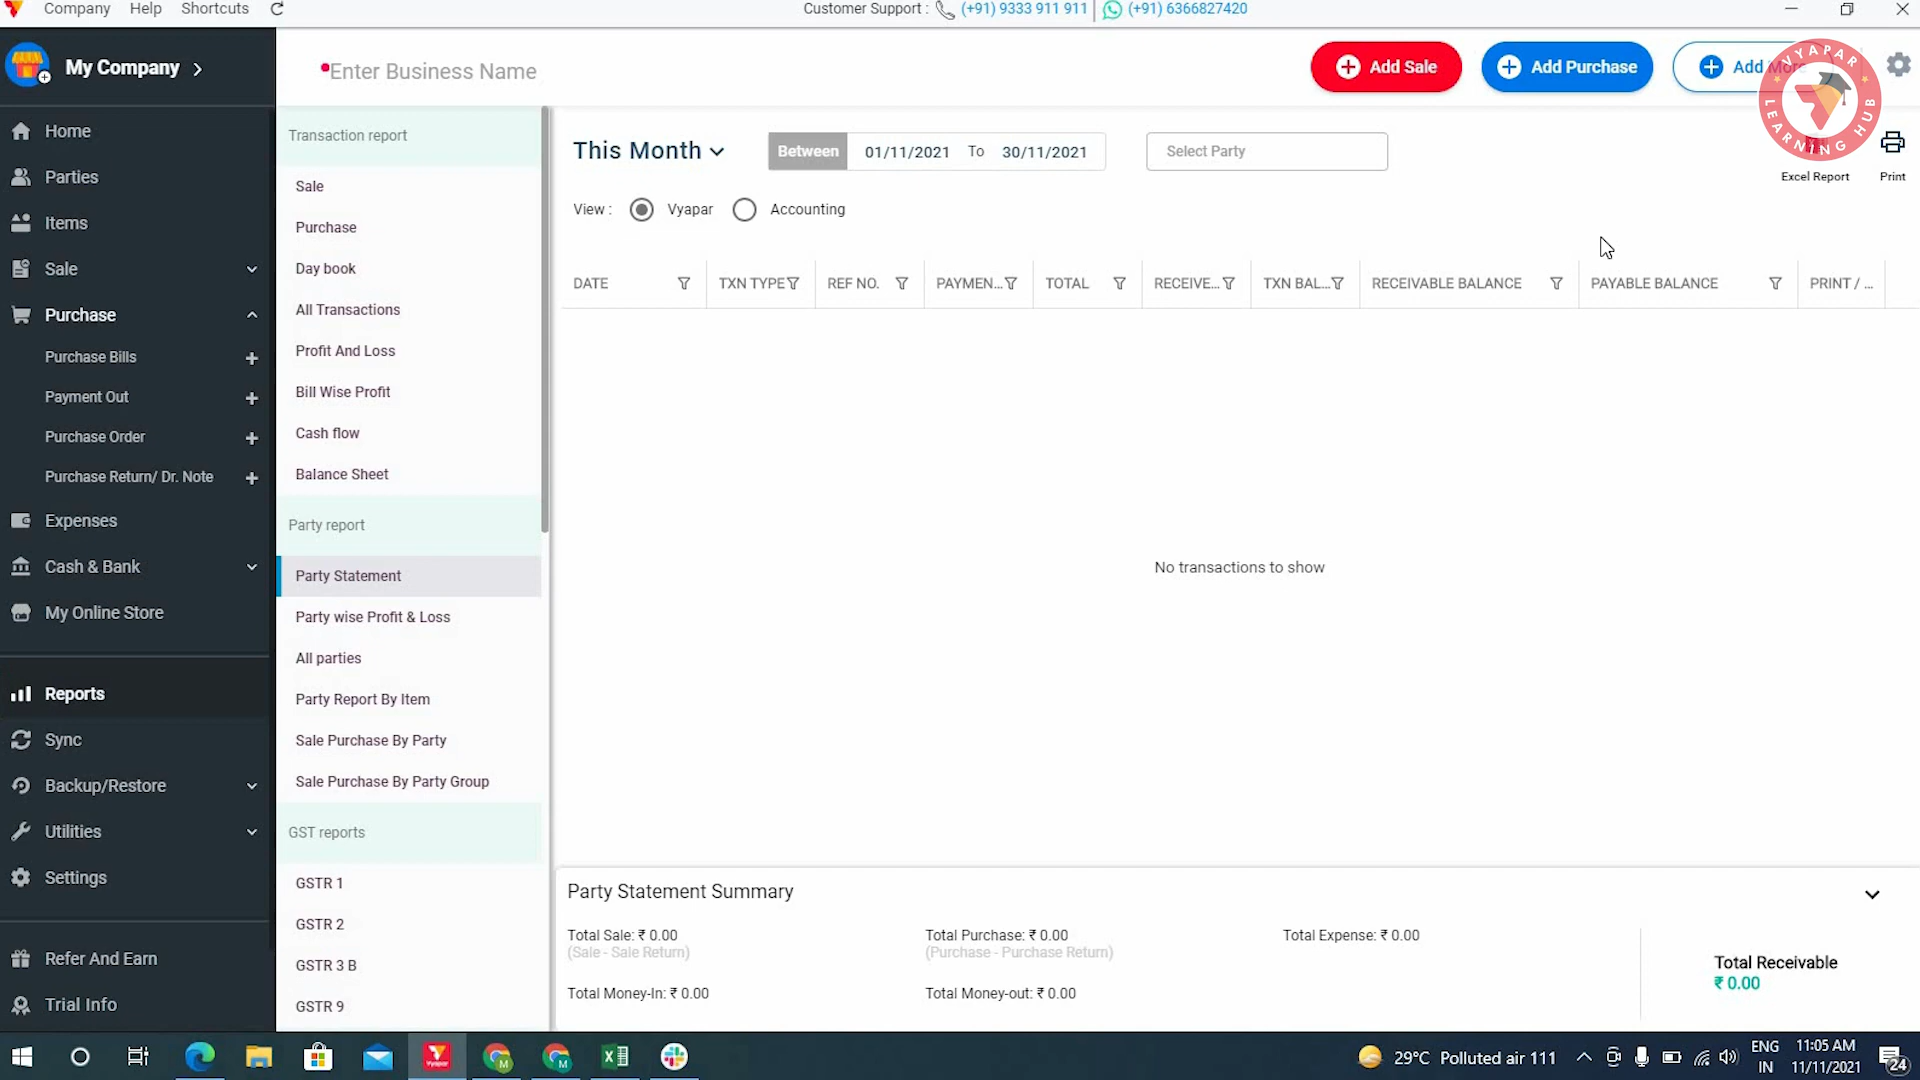 Company Help Shortcuts
Customer Support : (+91) 9333 911 911 (+91) 6366827420
My Company
Enter Business Name
Add Sale
Add Purchase
Add More
VYAPAR LEARNING HUB
Home
Parties
Items
Sale
Purchase
Purchase Bills
Payment Out
Purchase Order
Purchase Return/ Dr. Note
Expenses
Cash & Bank
My Online Store
Reports
Sync
Backup/Restore
Utilities
Settings
Refer And Earn
Trial Info
Transaction report
Sale
Purchase
Day book
All Transactions
Profit And Loss
Bill Wise Profit
Cash flow
Balance Sheet
Party report
Party Statement
Party wise Profit & Loss
All parties
Party Report By Item
Sale Purchase By Party
Sale Purchase By Party Group
GST reports
GSTR 1
GSTR 2
GSTR 3 B
GSTR 9
This Month
Between 01/11/2021 To 30/11/2021
Select Party
Excel Report
Print
View : Vyapar Accounting
DATE TXN TYPE REF NO. PAYMEN... TOTAL RECEIVE... TXN BAL... RECEIVABLE BALANCE PAYABLE BALANCE PRINT / ...
No transactions to show
Party Statement Summary
Total Sale: ₹ 0.00
(Sale - Sale Return)
Total Purchase: ₹ 0.00
(Purchase - Purchase Return)
Total Expense: ₹ 0.00
Total Money-In: ₹ 0.00
Total Money-out: ₹ 0.00
Total Receivable
₹ 0.00
Vyapar
29°C Polluted air 111
ENG
IN
11:05 AM
11/11/2021
24